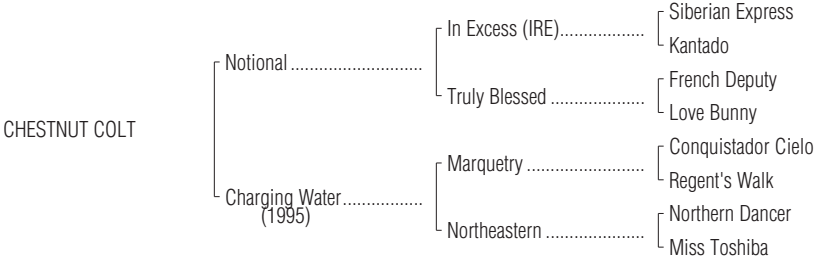 Siberian Express
In Excess (IRE)..................
Kantado
Notional ............................
French Deputy
Truly Blessed ....................
Love Bunny
CHESTNUT COLT
Conquistador Cielo
Marquetry .........................
Regent's Walk
Charging Water.................
(1995)
Northern Dancer
Northeastern .....................
Miss Toshiba